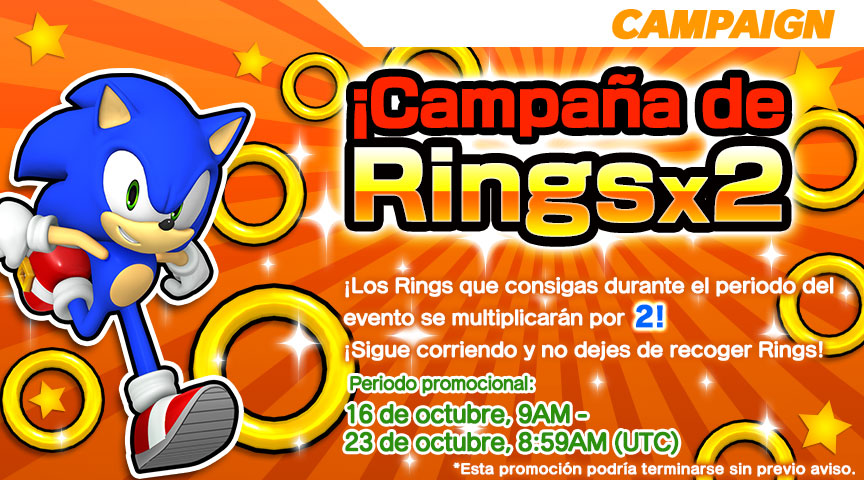 CAMPAIGN
¡Campaña de
Ringsx2
¡Los Rings que consigas durante el periodo del
evento se multiplicarán por 2!
¡Sigue corriendo y no dejes de recoger Rings!
Periodo promocional:
16 de octubre, 9AM -
23 de octubre, 8:59AM (UTC)
*Esta promoción podría terminarse sin previo aviso.